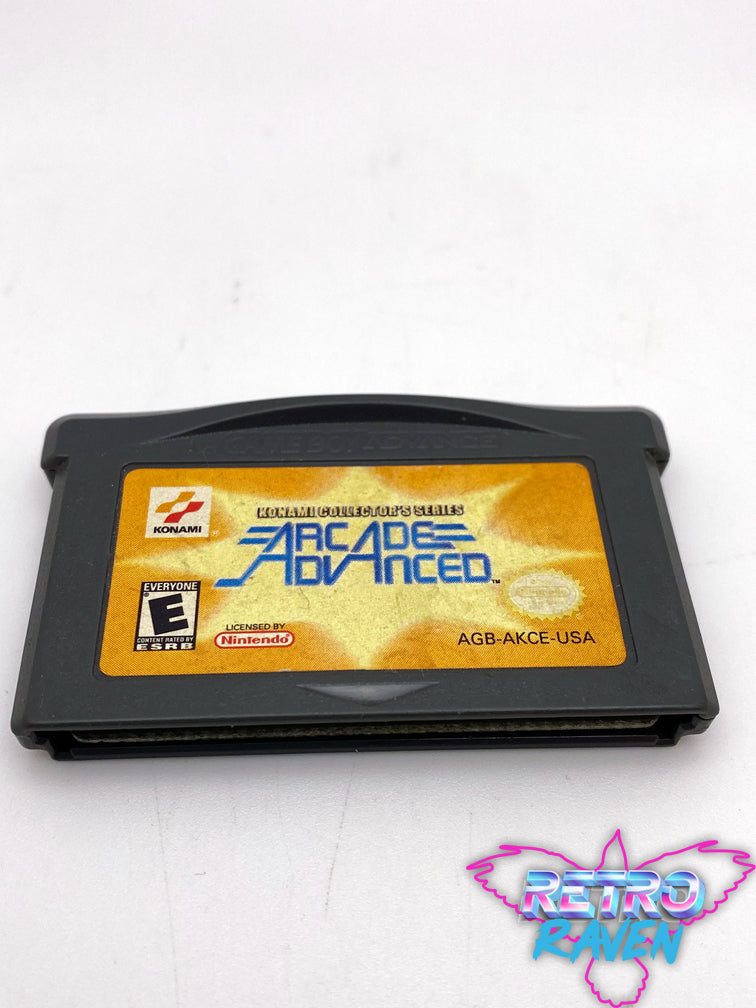 GAME BOY ADVANCE
KONAMI
KONAMI COLLECTOR'S SERIES
ARCADE
ADVANCED™
EVERYONE
E
CONTENT RATED BY
ESRB
LICENSED BY
Nintendo
AGB-AKCE-USA
RETRO
RAVEN